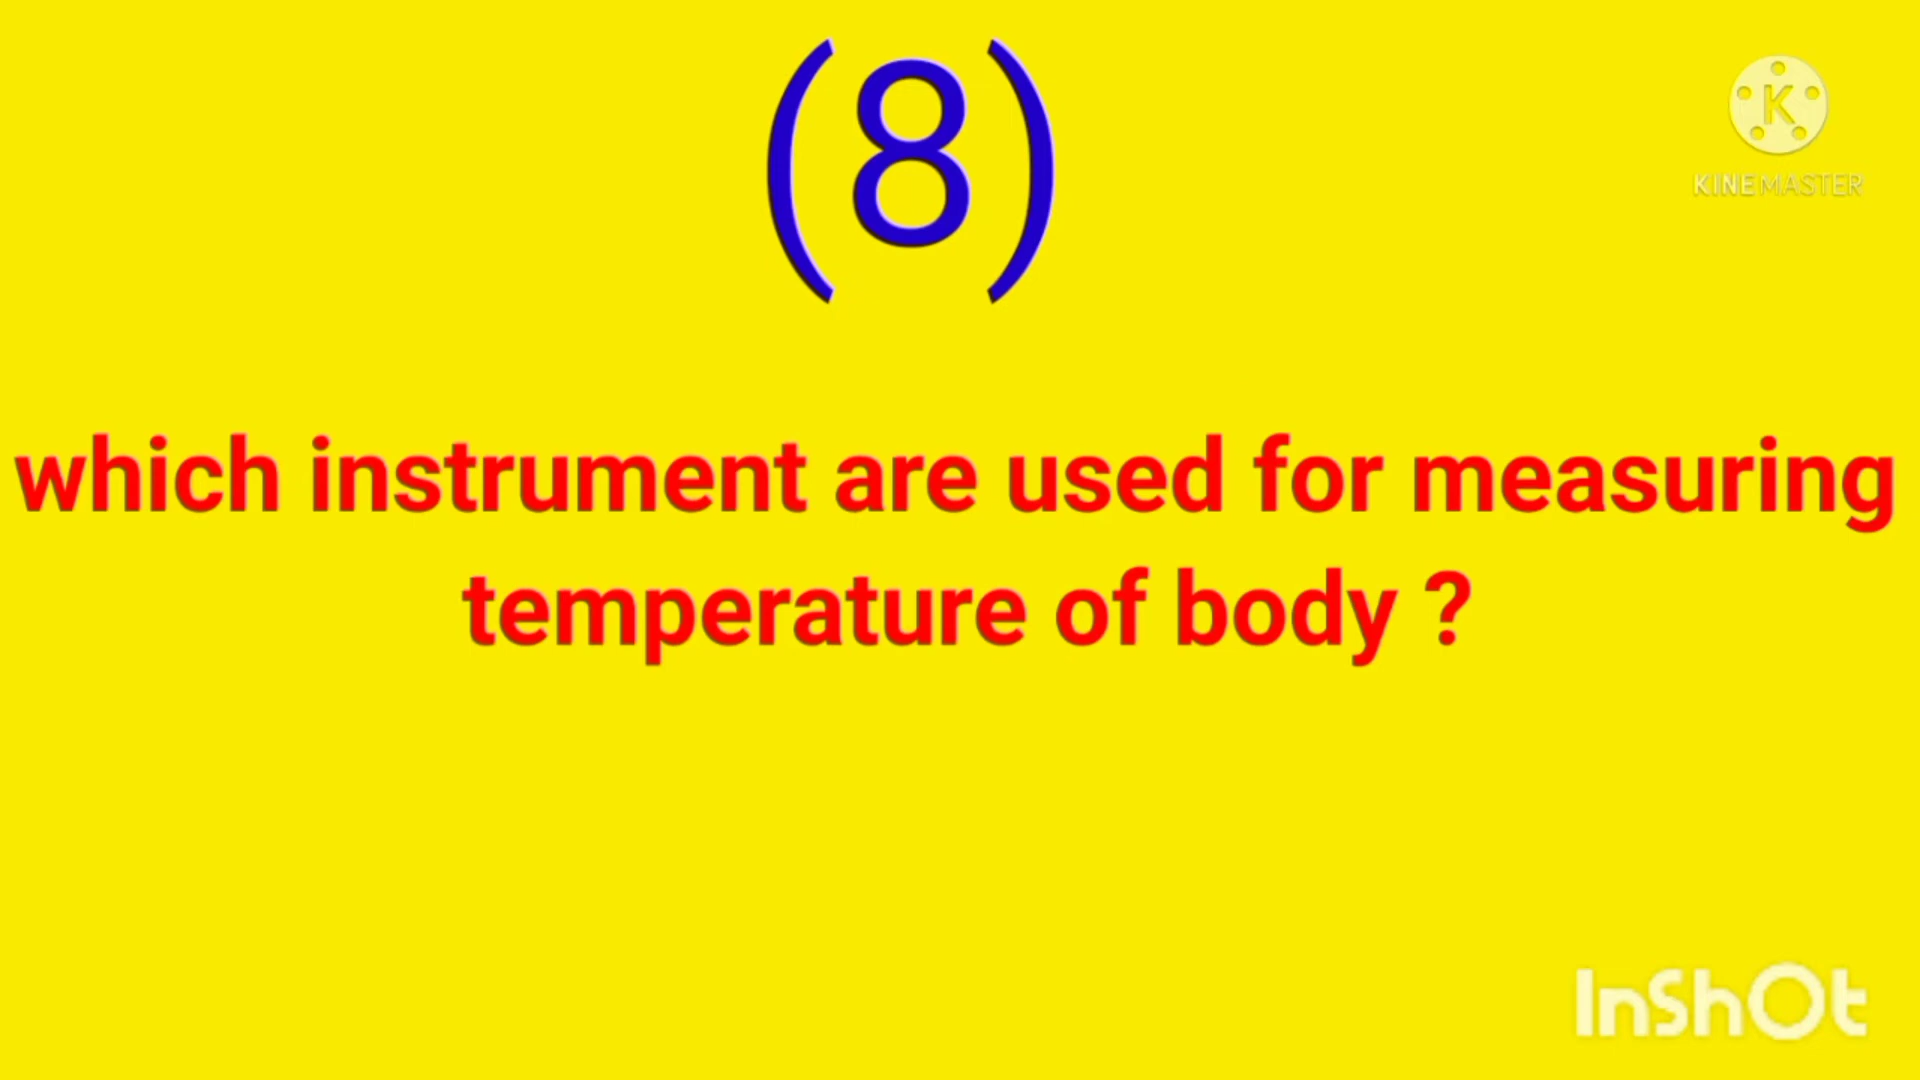 (8)
K
KINEMASTER
which instrument are used for measuring
temperature of body ?
InShOt